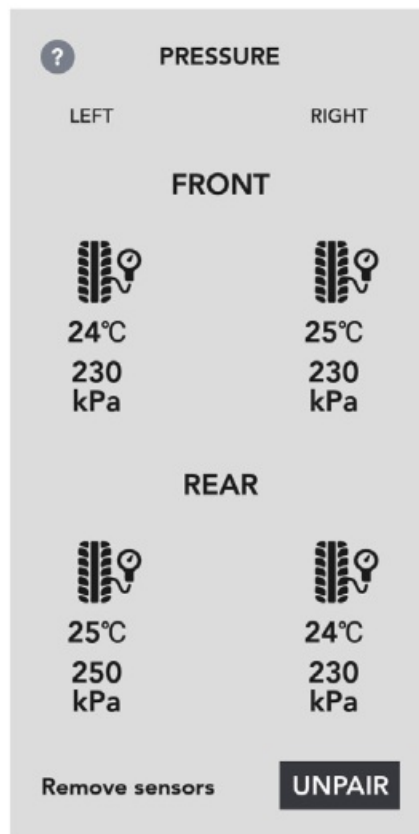 ? PRESSURE
LEFT RIGHT
FRONT
24℃ 25℃
230 230
kPa kPa
REAR
25℃ 24℃
250 230
kPa kPa
Remove sensors UNPAIR